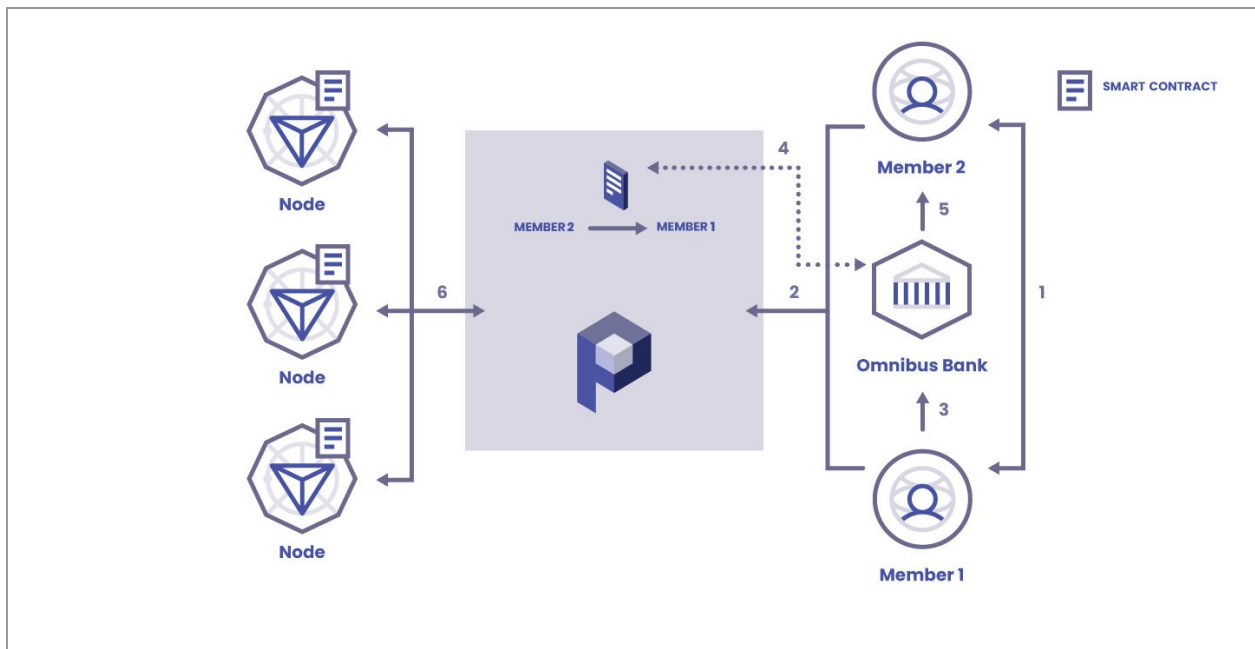 SMART CONTRACT
4
Member 2
Node
MEMBER 2
MEMBER 1
5
6
2
1
Node
Omnibus Bank
3
Node
Member 1